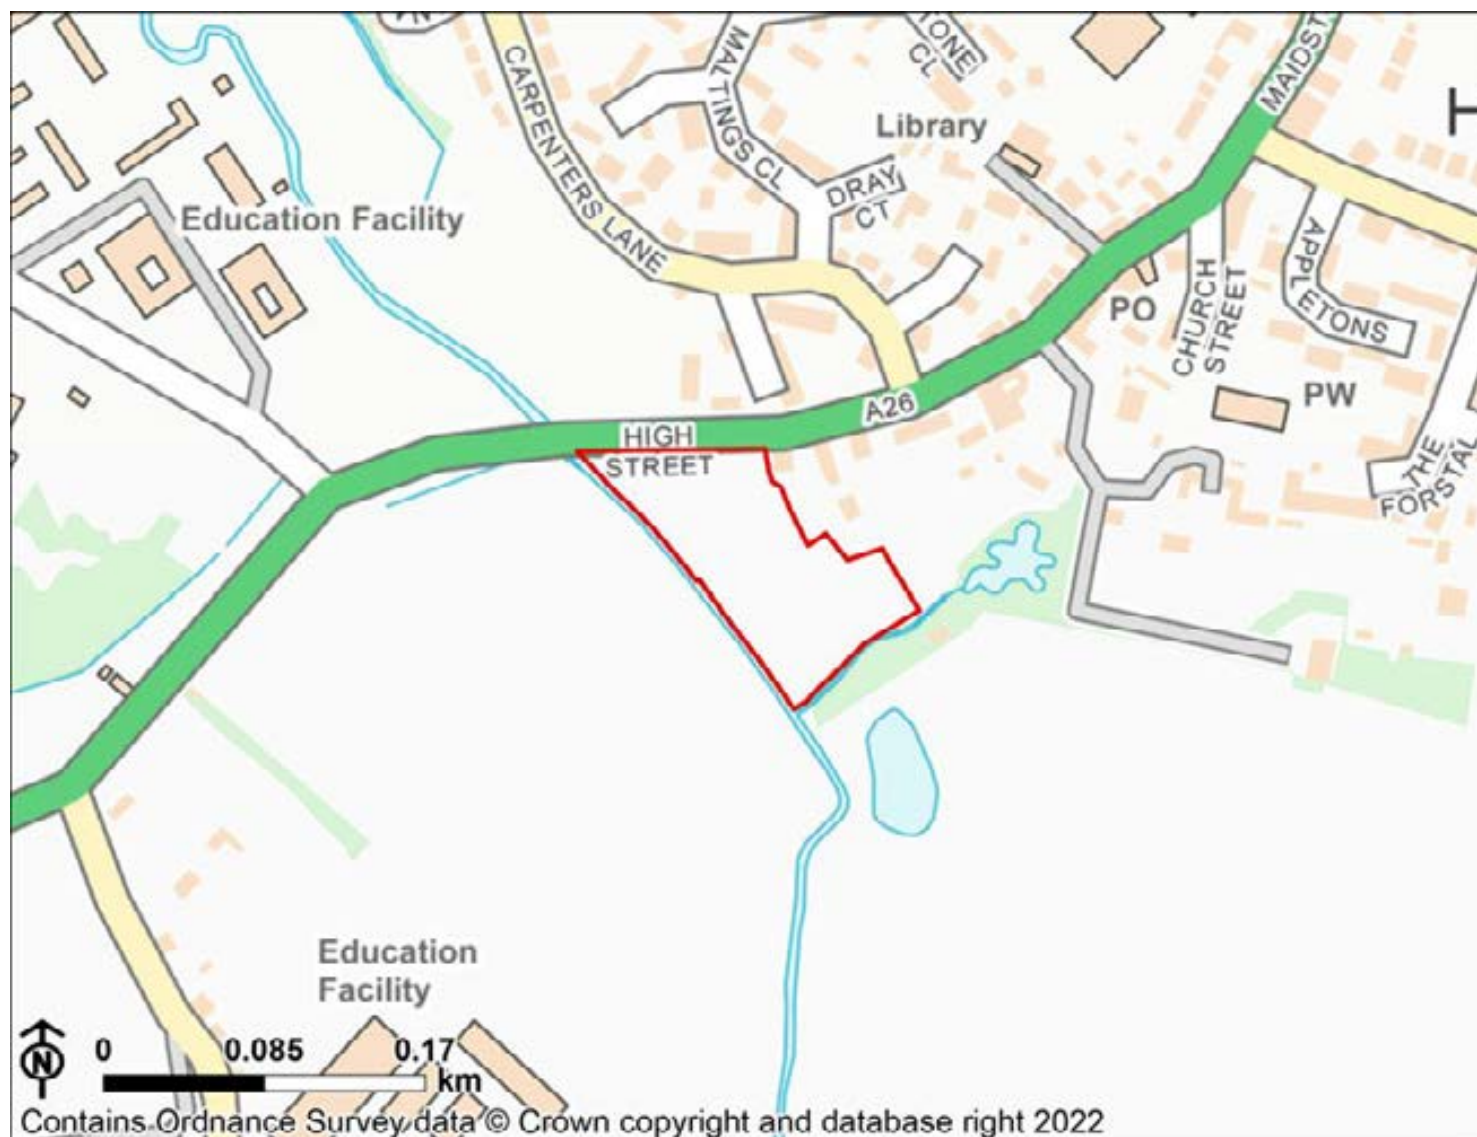 CARPENTERS LANE
MALTINGS CL
TONE
CL
MAIDST
H
Library
DRAY
CT
Education Facility
APPLETONS
CHURCH
STREET
PO
PW
A26
HIGH
STREET
THE
FORSTAL
Education
Facility
N
0 0.085 0.17
km
Contains Ordnance Survey data © Crown copyright and database right 2022